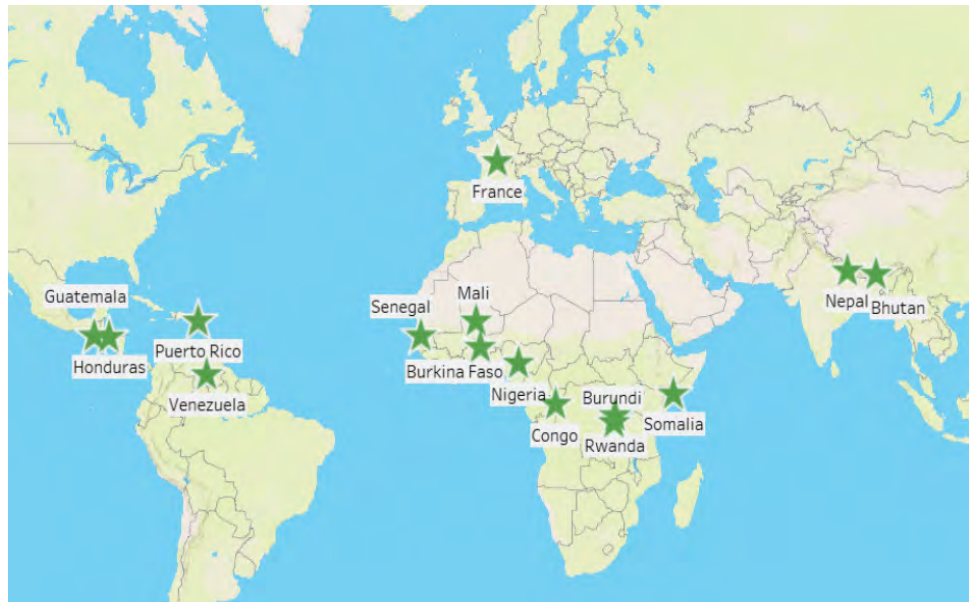 France
Guatemala
Honduras
Puerto Rico
Venezuela
Senegal
Mali
Burkina Faso
Nigeria
Congo
Burundi
Rwanda
Somalia
Nepal
Bhutan